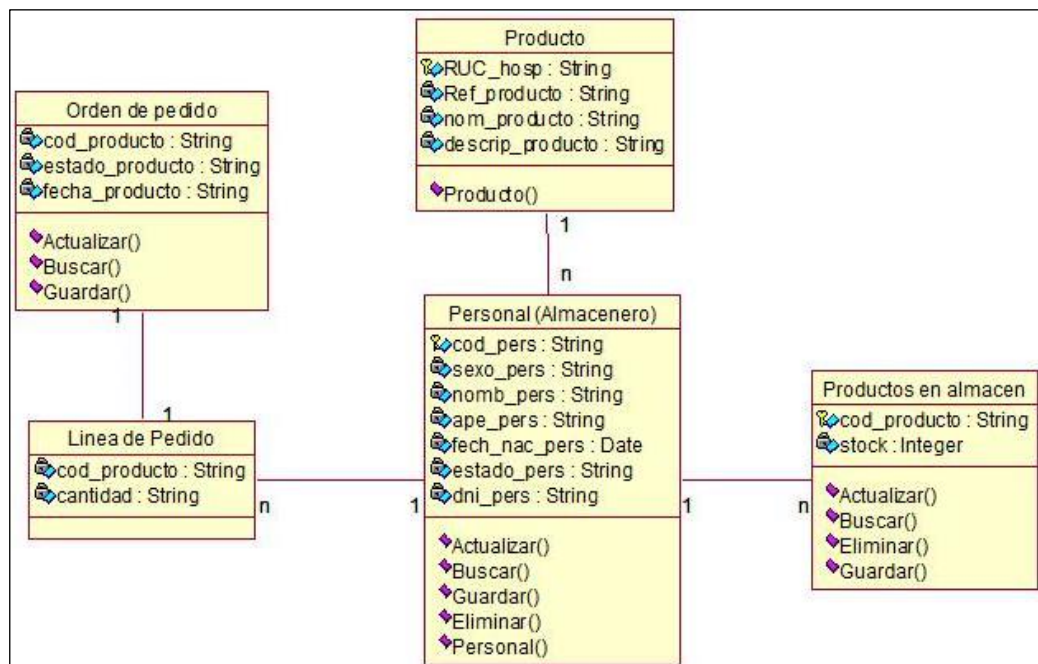 Producto
RUC_hosp : String
Ref_producto : String
nom_producto : String
descrip_producto : String
Producto()
1
n
Orden de pedido
cod_producto : String
estado_producto : String
fecha_producto : String
Actualizar()
Buscar()
Guardar()
1
1
Linea de Pedido
cod_producto : String
cantidad : String
n
1
Personal (Almacenero)
cod_pers : String
sexo_pers : String
nomb_pers : String
ape_pers : String
fech_nac_pers : Date
estado_pers : String
dni_pers : String
Actualizar()
Buscar()
Guardar()
Eliminar()
Personal()
1
n
Productos en almacen
cod_producto : String
stock : Integer
Actualizar()
Buscar()
Eliminar()
Guardar()